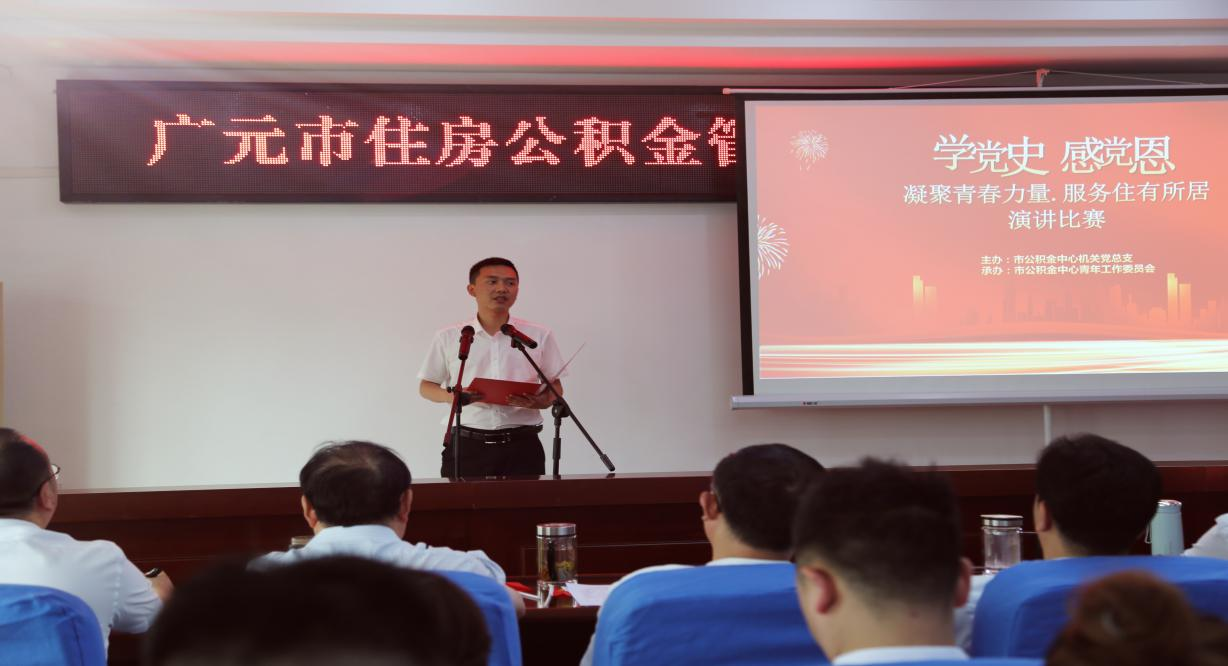 广元市住房公积金管
学党史 感党恩
凝聚青春力量.服务住有所居
演讲比赛
主办：市公积金中心机关党总支
承办：市公积金中心青年工作委员会